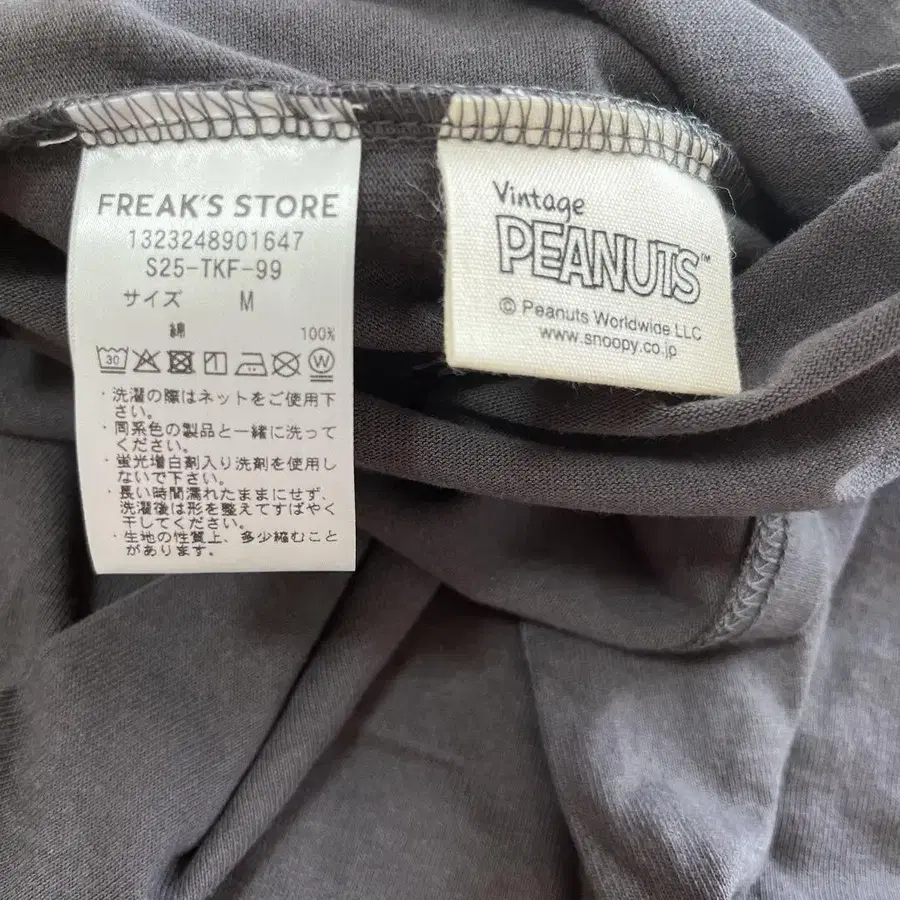 FREAK'S STORE
1323248901647
S25-TKF-99
サイズ M
綿 100%
30 W
・洗濯の際はネットをご使用下
さい。
・同系色の製品と一緒に洗って
ください。
・蛍光増白剤入り洗剤を使用し
ないで下さい。
・長い時間濡れたままにせず、
洗濯後は形を整えてすばやく
干してください。
・生地の性質上、多少縮むこと
があります。
Vintage
PEANUTS™
© Peanuts Worldwide LLC
www.snoopy.co.jp